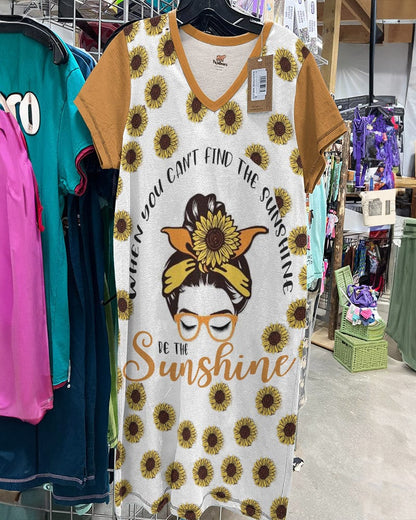 WHEN YOU CAN'T FIND THE SUNSHINE
BE THE
Sunshine